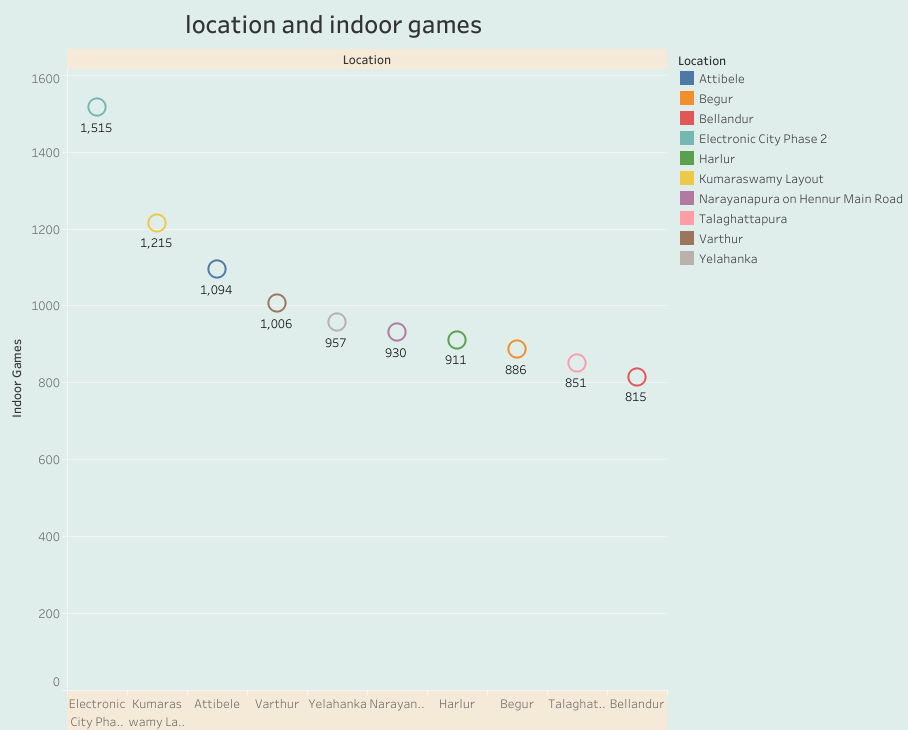 location and indoor games
Location
Location
Attibele
Begur
Bellandur
Electronic City Phase 2
Harlur
Kumaraswamy Layout
Narayanapura on Hennur Main Road
Talaghattapura
Varthur
Yelahanka
Indoor Games
1600
1400
1200
1000
800
600
400
200
0
1,515
1,215
1,094
1,006
957
930
911
886
851
815
Electronic
City Pha..
Kumaras
wamy La..
Attibele
Varthur
Yelahanka
Narayan..
Harlur
Begur
Talaghat..
Bellandur